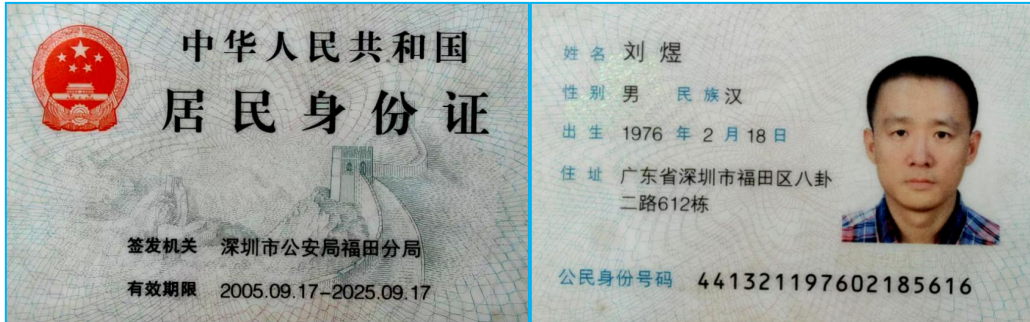 中华人民共和国
居民身份证
签发机关 深圳市公安局福田分局
有效期限 2005.09.17-2025.09.17
姓名 刘煜
性别 男 民族 汉
出生 1976 年 2 月 18 日
住址 广东省深圳市福田区八卦
二路612栋
公民身份号码 441321197602185616